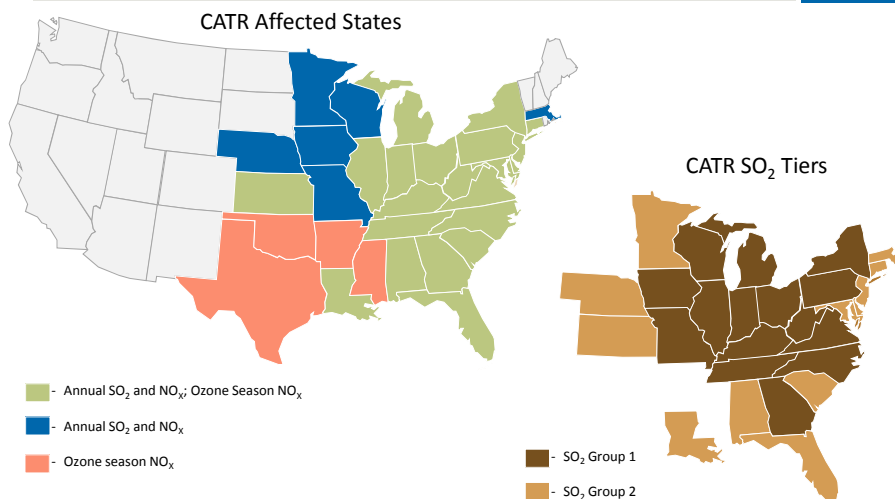 CATR Affected States
CATR SO₂ Tiers
- Annual SO₂ and NOₓ; Ozone Season NOₓ
- Annual SO₂ and NOₓ
- Ozone season NOₓ
- SO₂ Group 1
- SO₂ Group 2